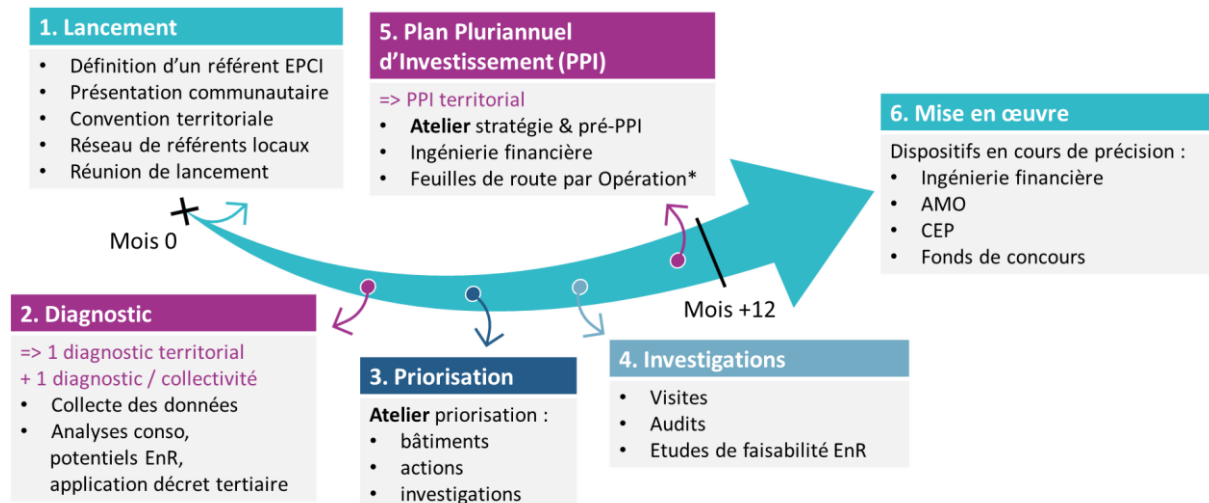 1. Lancement
• Définition d'un référent EPCI
• Présentation communautaire
• Convention territoriale
• Réseau de référents locaux
• Réunion de lancement
Mois 0
2. Diagnostic
=> 1 diagnostic territorial
+ 1 diagnostic / collectivité
• Collecte des données
• Analyses conso,
potentiels EnR,
application décret tertiaire
3. Priorisation
Atelier priorisation :
• bâtiments
• actions
• investigations
4. Investigations
• Visites
• Audits
• Etudes de faisabilité EnR
5. Plan Pluriannuel
d'Investissement (PPI)
=> PPI territorial
• Atelier stratégie & pré-PPI
• Ingénierie financière
• Feuilles de route par Opération*
Mois +12
6. Mise en œuvre
Dispositifs en cours de précision :
• Ingénierie financière
• AMO
• CEP
• Fonds de concours